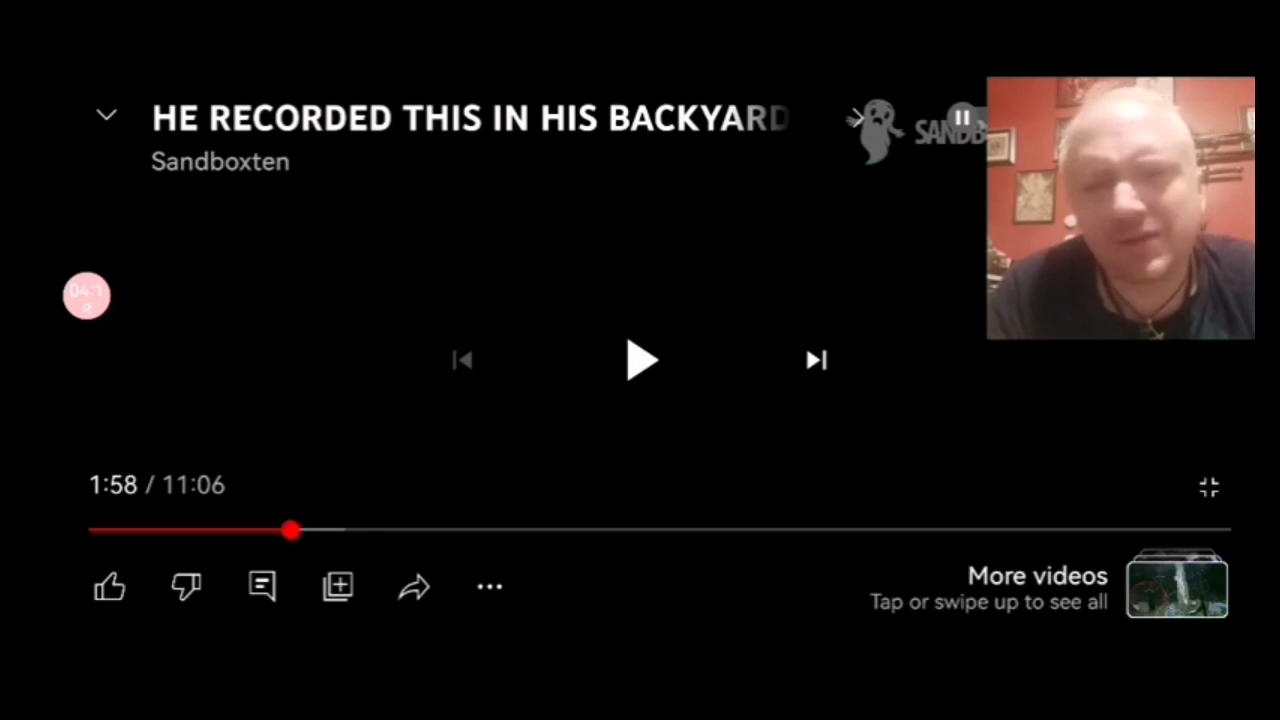 HE RECORDED THIS IN HIS BACKYARD
Sandboxten
1:58 / 11:06
More videos
Tap or swipe up to see all